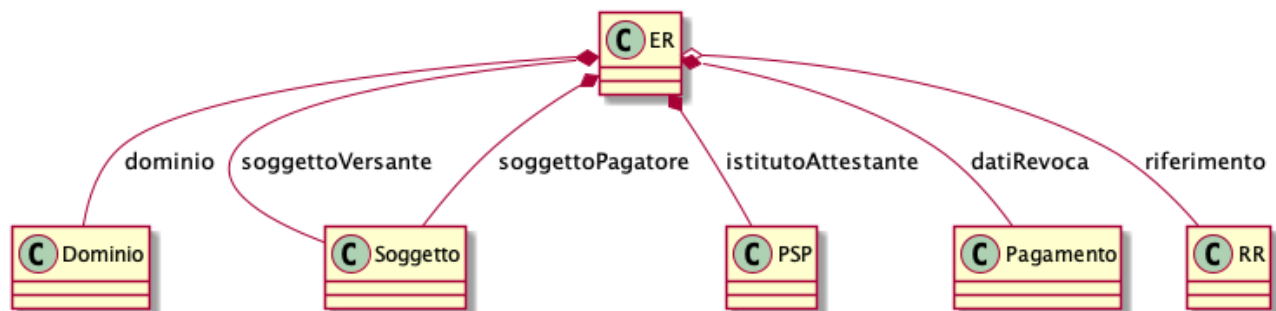 C ER
dominio
soggettoVersante
soggettoPagatore
istitutoAttestante
datiRevoca
riferimento
C Dominio
C Soggetto
C PSP
C Pagamento
C RR